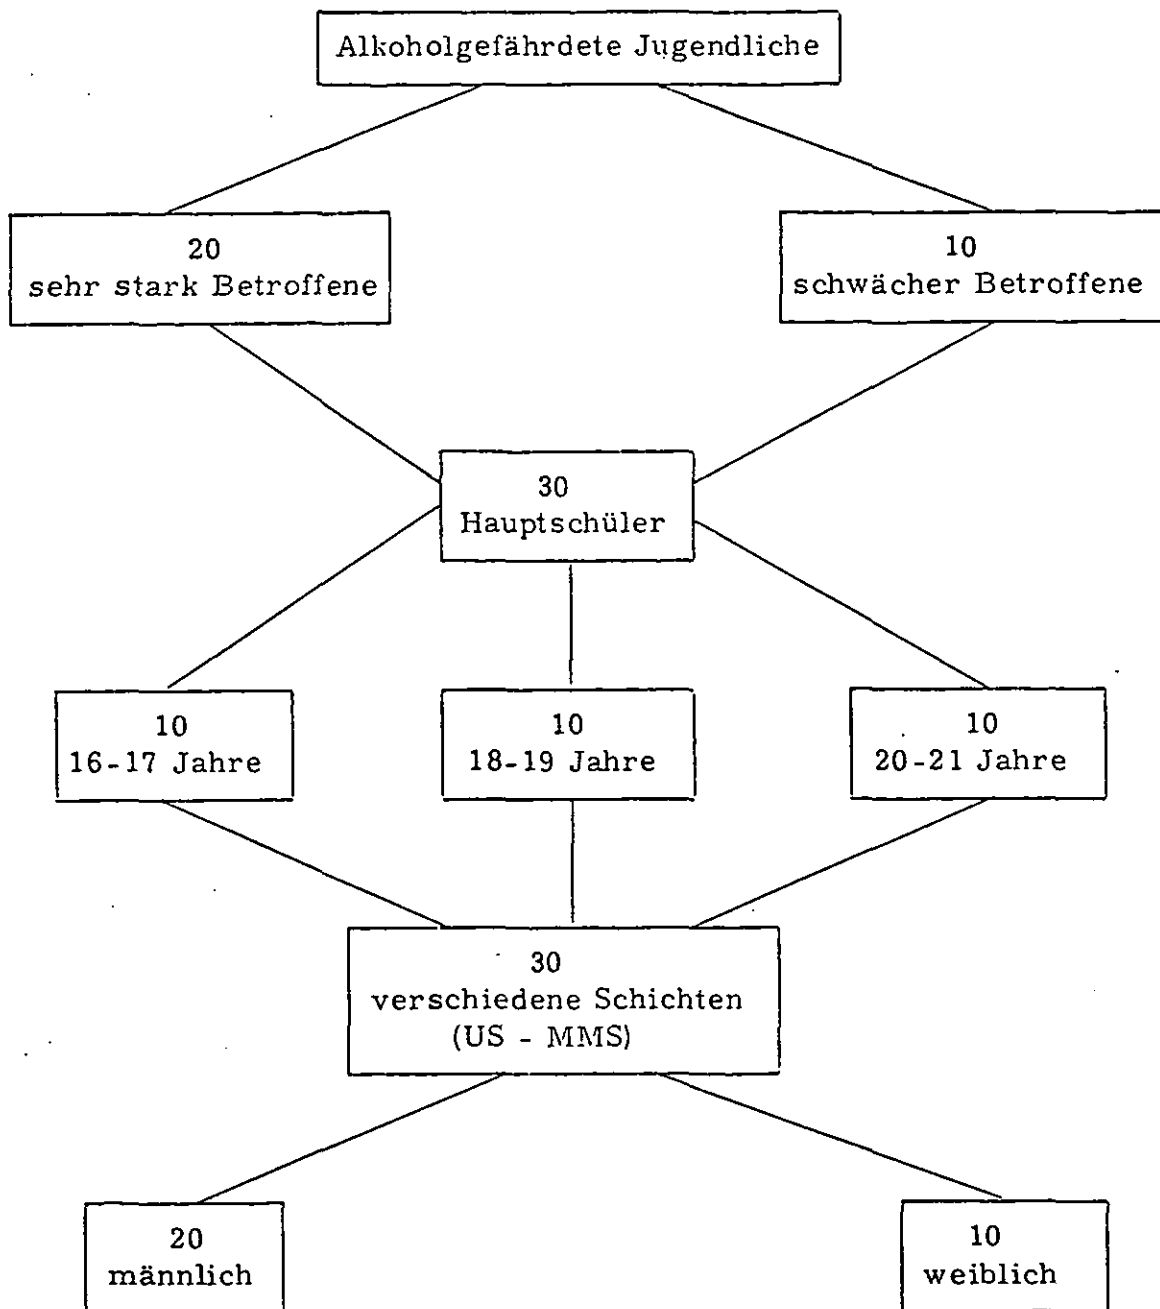 Alkoholgefährdete Jugendliche
20
sehr stark Betroffene
10
schwächer Betroffene
30
Hauptschüler
10
16-17 Jahre
10
18-19 Jahre
10
20-21 Jahre
30
verschiedene Schichten
(US - MMS)
20
männlich
10
weiblich